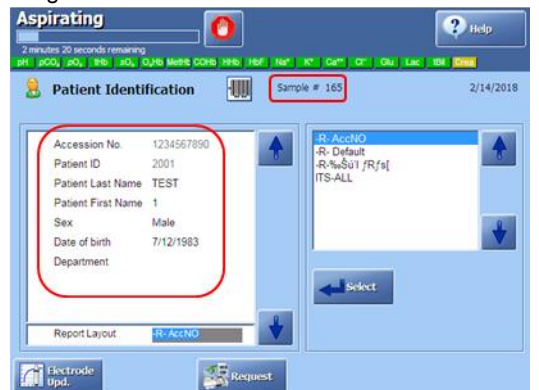 Aspirating
Help
2 minutes 20 seconds remaining
pH pCO₂ pO₂ tHb sO₂ O₂Hb MetHb COHb HHb HbF Na⁺ K⁺ Ca⁺⁺ Cl⁻ Glu Lac tBil Crea
Patient Identification
Sample # 165
2/14/2018
Accession No. 1234567890
Patient ID 2001
Patient Last Name TEST
Patient First Name 1
Sex Male
Date of birth 7/12/1983
Department
Report Layout -R- AccNO
-R- AccNO
-R- Default
ITS-ALL
Select
Electrode Upd.
Request